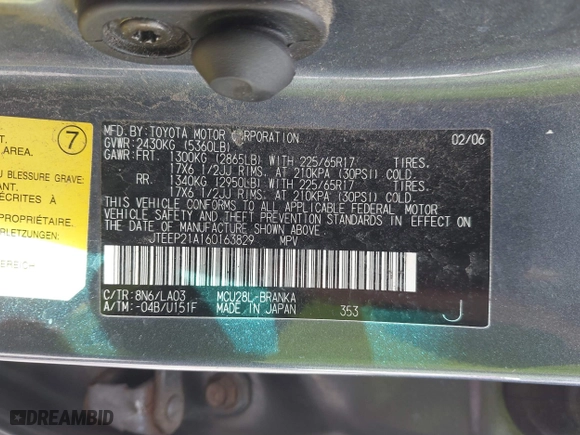 7
AREA.
U BLESSURE GRAVE:
ANT.
ÉCRITES À
PROPRIÉTAIRE.
RLETZUNG
EREICH-
MFD. BY: TOYOTA MOTOR CORPORATION 02/06
GVWR: 2430KG (5360LB)
GAWR: FRT. 1300KG (2865LB) WITH 225/65R17 TIRES.
17X6 1/2JJ RIMS. AT 210KPA (30PSI) COLD.
RR. 1340KG (2950LB) WITH 225/65R17 TIRES.
17X6 1/2JJ RIMS, AT 210KPA (30PSI) COLD.
THIS VEHICLE CONFORMS TO ALL APPLICABLE FEDERAL MOTOR
VEHICLE SAFETY AND THEFT PREVENTION STANDARDS IN EFFECT ON
THE DATE OF MANUFACTURE SHOWN ABOVE.
JTEEP21A160163829 MPV
C/TR: 8N6/LA03 MCU28L-BRANKA
A/TM: -04B/U151F MADE IN JAPAN 353 J
DREAMBID